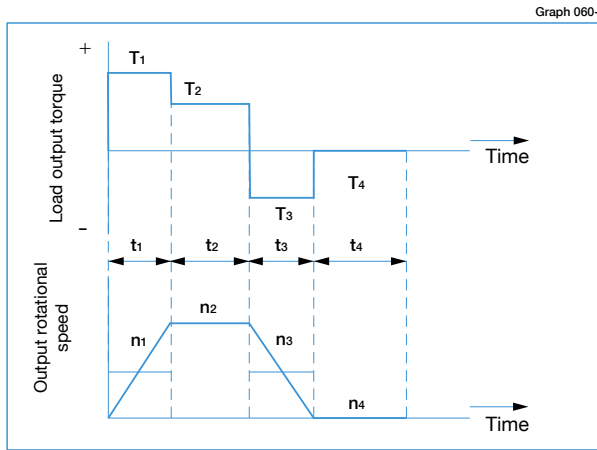 Graph 060-
+
T1
T2
Load output torque
Time
T4
T3
-
t1 t2 t3 t4
Output rotational
speed
n2
n1
n3
n4
Time